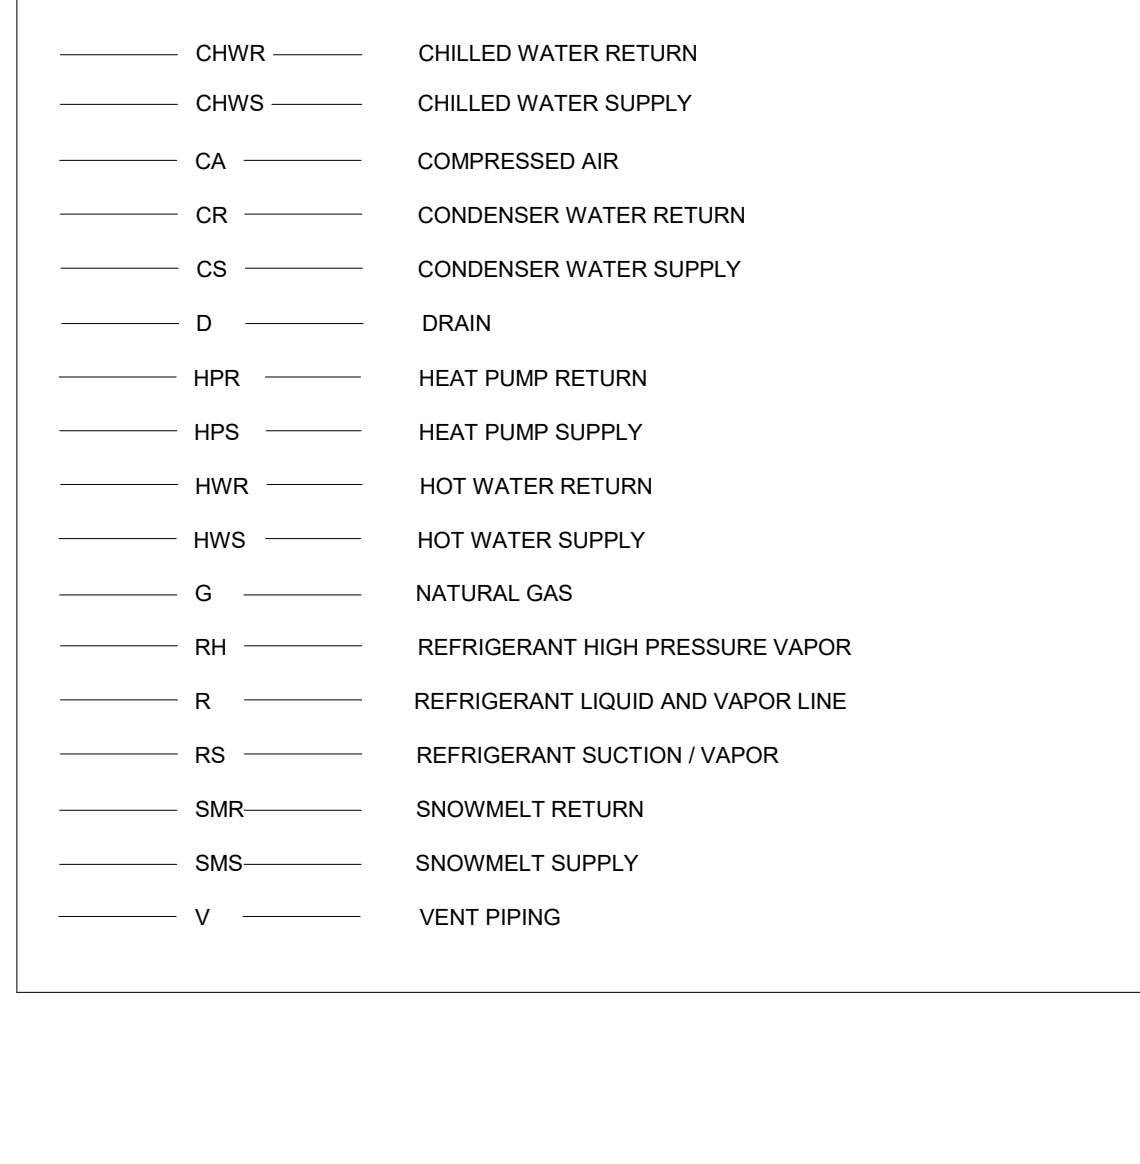 CHWR CHILLED WATER RETURN
CHWS CHILLED WATER SUPPLY
CA COMPRESSED AIR
CR CONDENSER WATER RETURN
CS CONDENSER WATER SUPPLY
D DRAIN
HPR HEAT PUMP RETURN
HPS HEAT PUMP SUPPLY
HWR HOT WATER RETURN
HWS HOT WATER SUPPLY
G NATURAL GAS
RH REFRIGERANT HIGH PRESSURE VAPOR
R REFRIGERANT LIQUID AND VAPOR LINE
RS REFRIGERANT SUCTION / VAPOR
SMR SNOWMELT RETURN
SMS SNOWMELT SUPPLY
V VENT PIPING